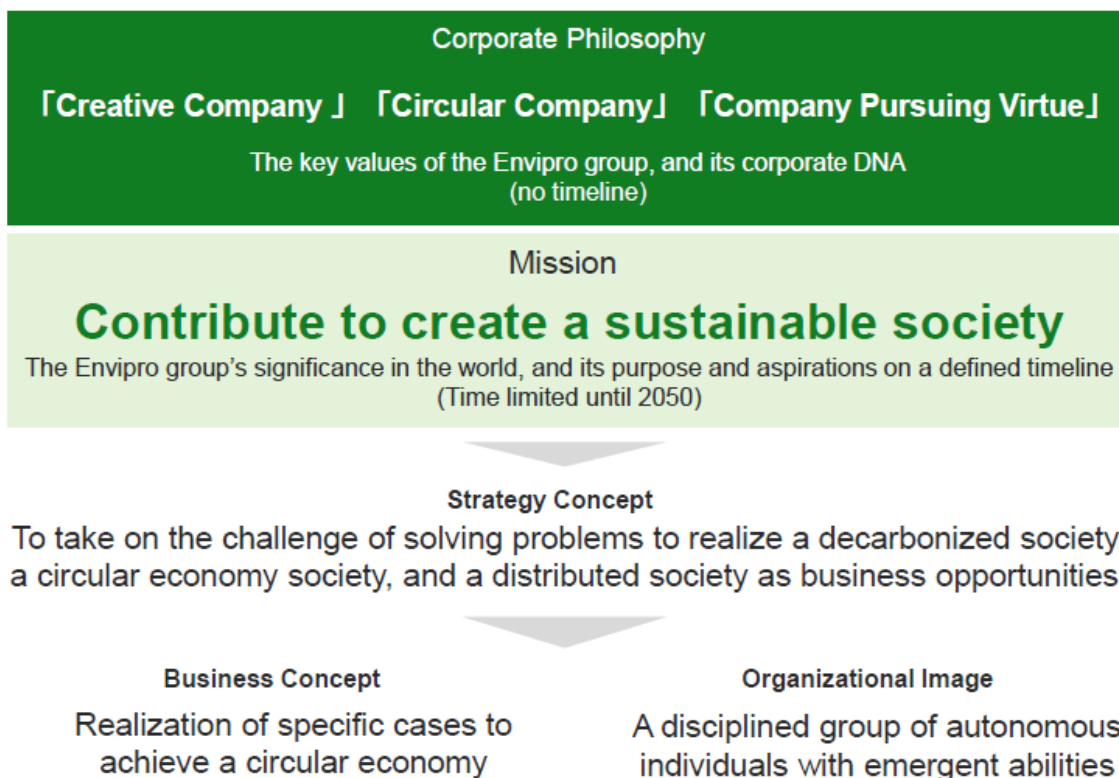 Corporate Philosophy
｢Creative Company ｣ ｢Circular Company｣ ｢Company Pursuing Virtue｣
The key values of the Envipro group, and its corporate DNA
(no timeline)
Mission
Contribute to create a sustainable society
The Envipro group's significance in the world, and its purpose and aspirations on a defined timeline
(Time limited until 2050)
Strategy Concept
To take on the challenge of solving problems to realize a decarbonized society
a circular economy society, and a distributed society as business opportunities
Business Concept
Realization of specific cases to
achieve a circular economy
Organizational Image
A disciplined group of autonomous
individuals with emergent abilities